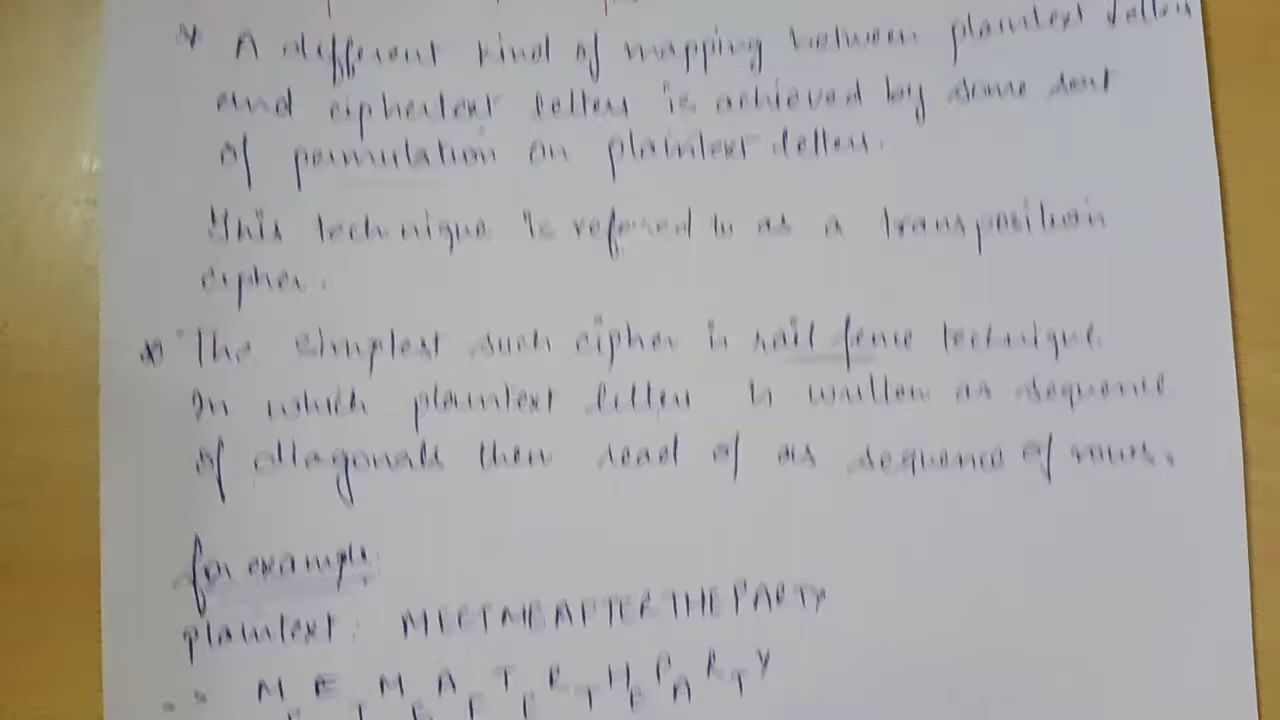 * A different kind of mapping between plaintext letters
and ciphertext letters is achieved by some sort
of permutation on plaintext letters.
This technique is refered to as a transposition
cipher.
* The simplest such cipher is rail fence technique.
In which plaintext letters is written as sequence
of diagonals then read of as sequence of rows.
for example:
plaintext: MEETMEAFTERTHEPARTY
M E M A T R H P R Y
E T E F E T E A T